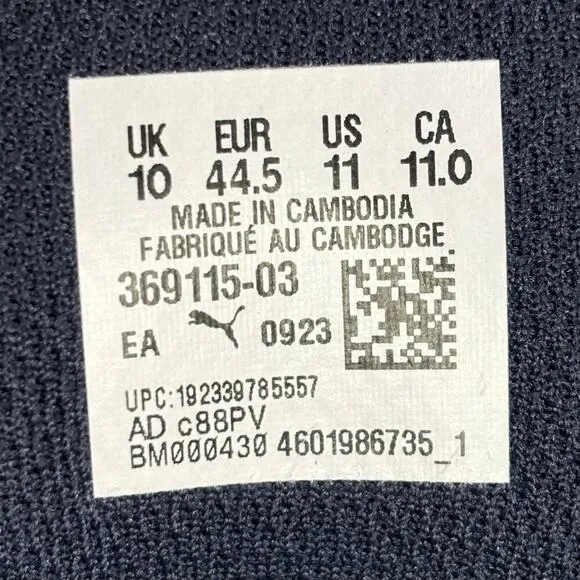 UK EUR US CA
10 44.5 11 11.0
MADE IN CAMBODIA
FABRIQUÉ AU CAMBODGE
369115-03
EA 0923
UPC:192339785557
AD c88PV
BM000430 4601986735_1